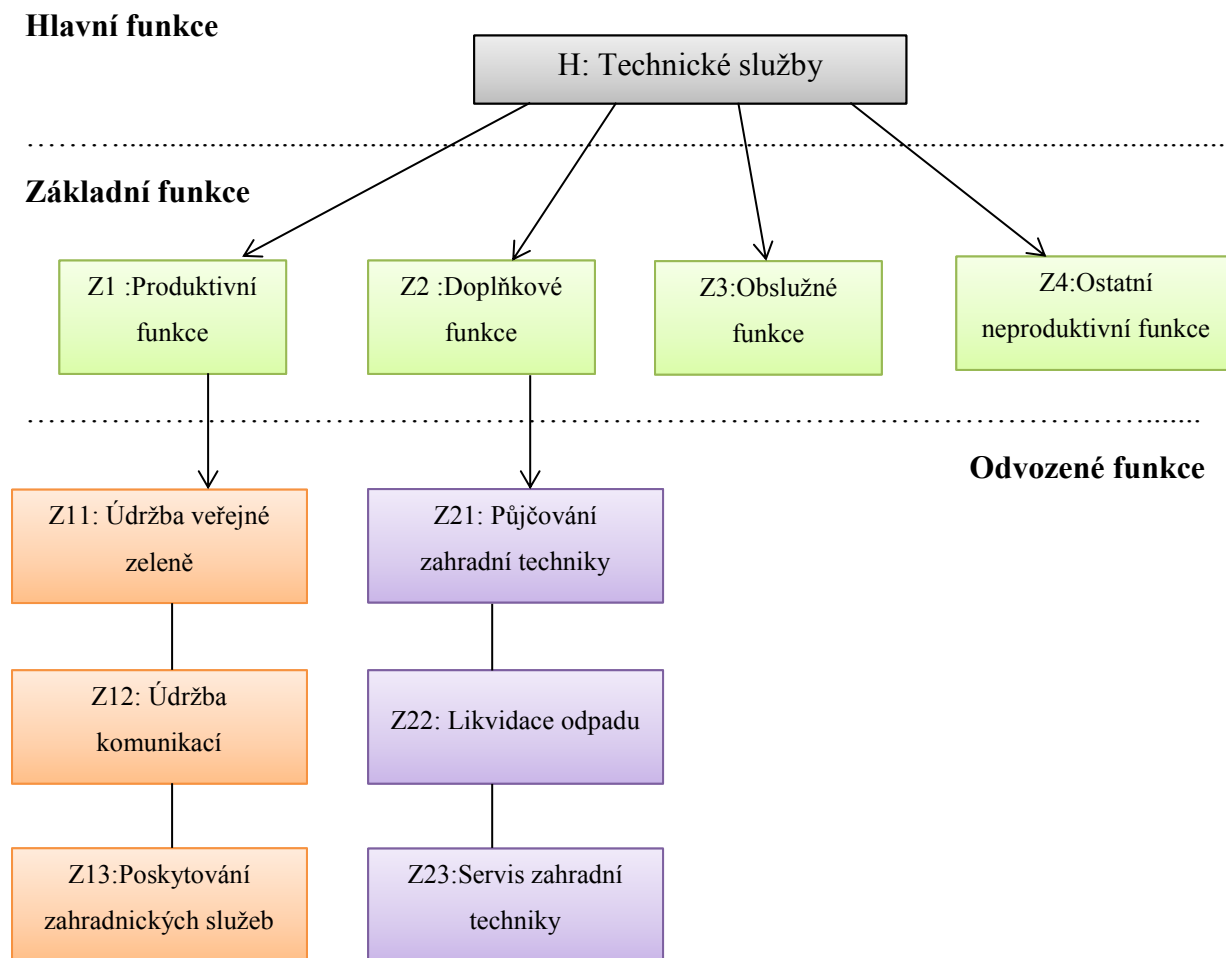 Hlavní funkce
H: Technické služby
Základní funkce
Z1 :Produktivní
funkce
Z2 :Doplňkové
funkce
Z3:Obslužné
funkce
Z4:Ostatní
neproduktivní funkce
Odvozené funkce
Z11: Údržba veřejné
zeleně
Z21: Půjčování
zahradní techniky
Z12: Údržba
komunikací
Z22: Likvidace odpadu
Z13:Poskytování
zahradnických služeb
Z23:Servis zahradní
techniky